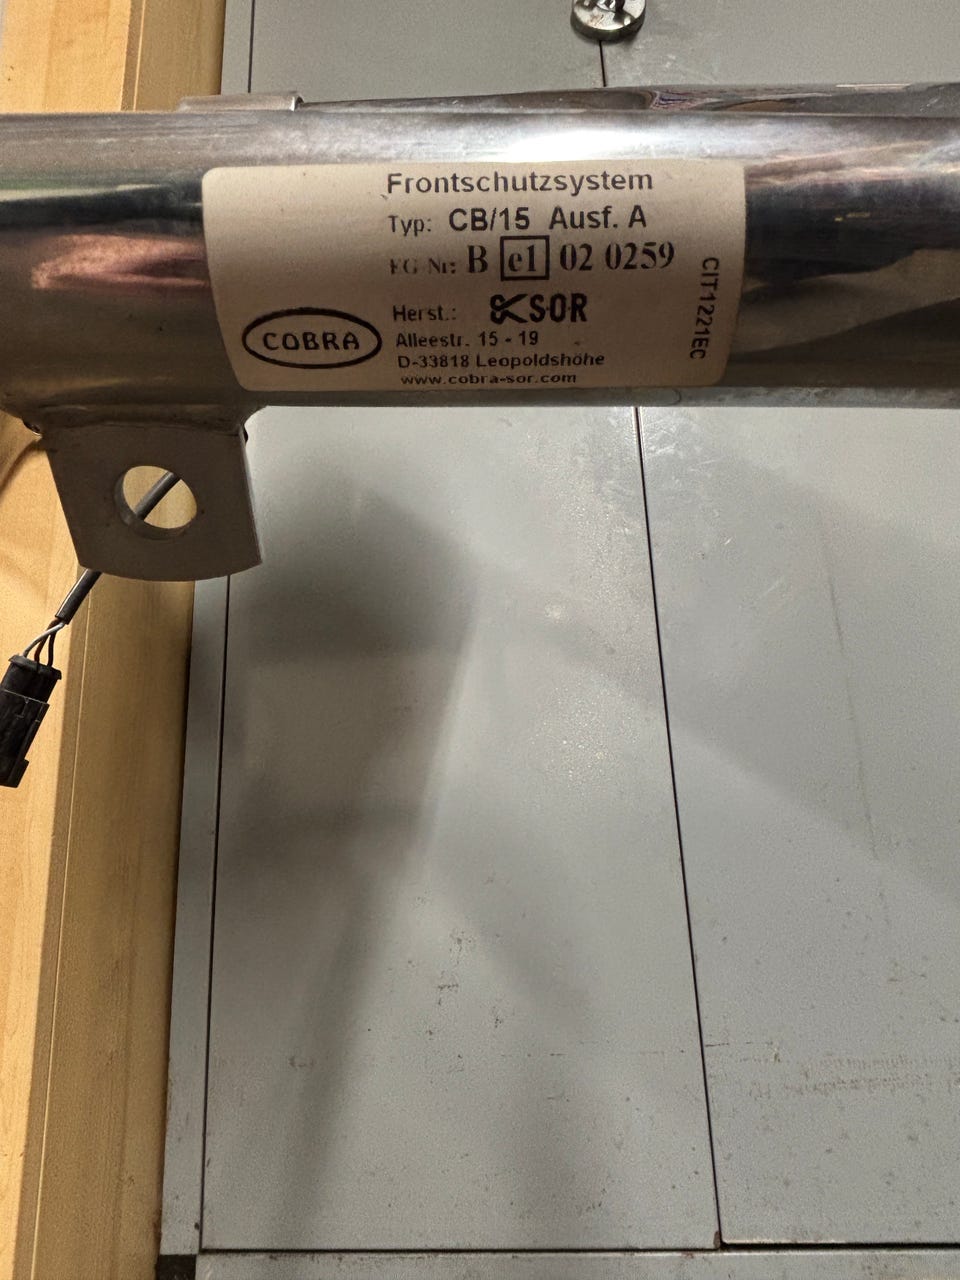 Frontschutzsystem
Typ: CB/15 Ausf. A
EG-Nr: B e1 02 0259
Herst.: SOR
COBRA
Alleestr. 15 - 19
D-33818 Leopoldshöhe
www.cobra-sor.com
CIT1221EC